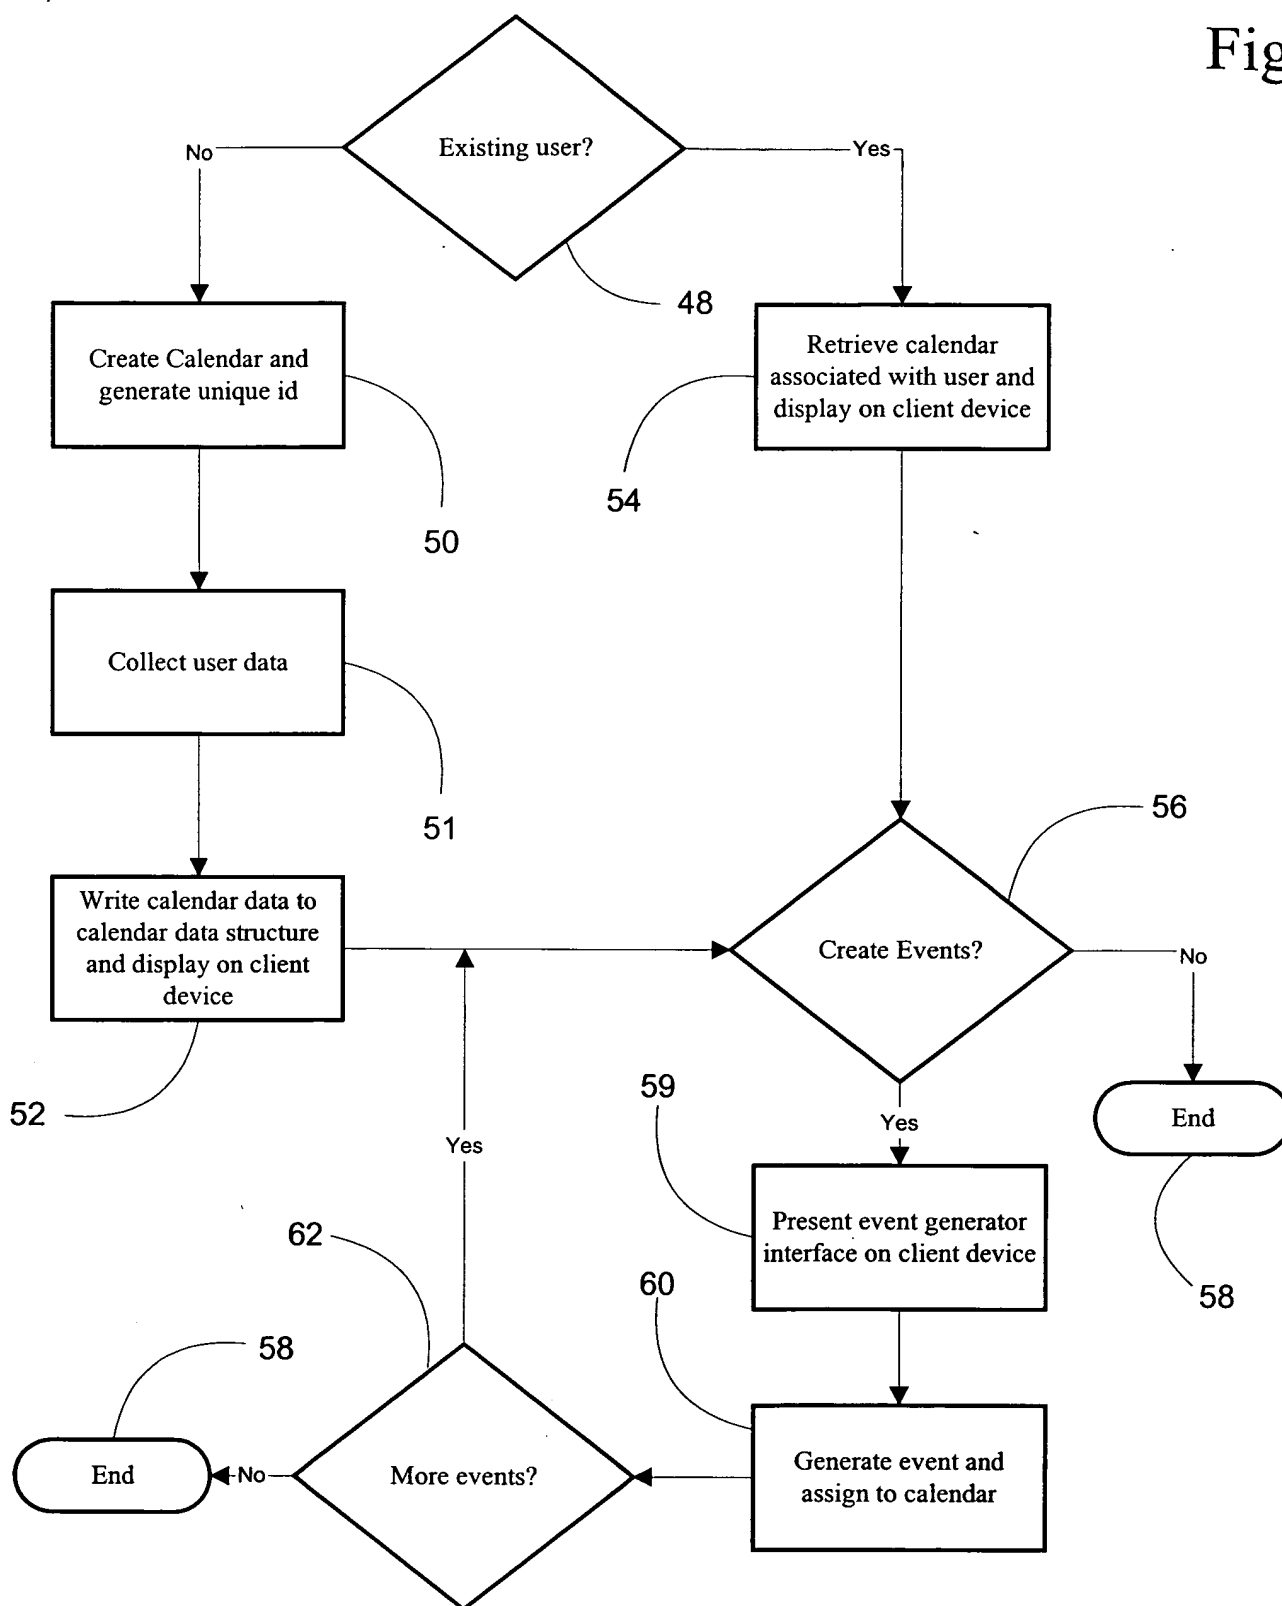 Fig
Existing user?
No
Yes
48
Create Calendar and
generate unique id
Retrieve calendar
associated with user and
display on client device
54
50
Collect user data
51
56
Write calendar data to
calendar data structure
and display on client
device
Create Events?
No
52
59
Yes
End
Yes
62
Present event generator
interface on client device
60
58
58
End
No
More events?
Generate event and
assign to calendar